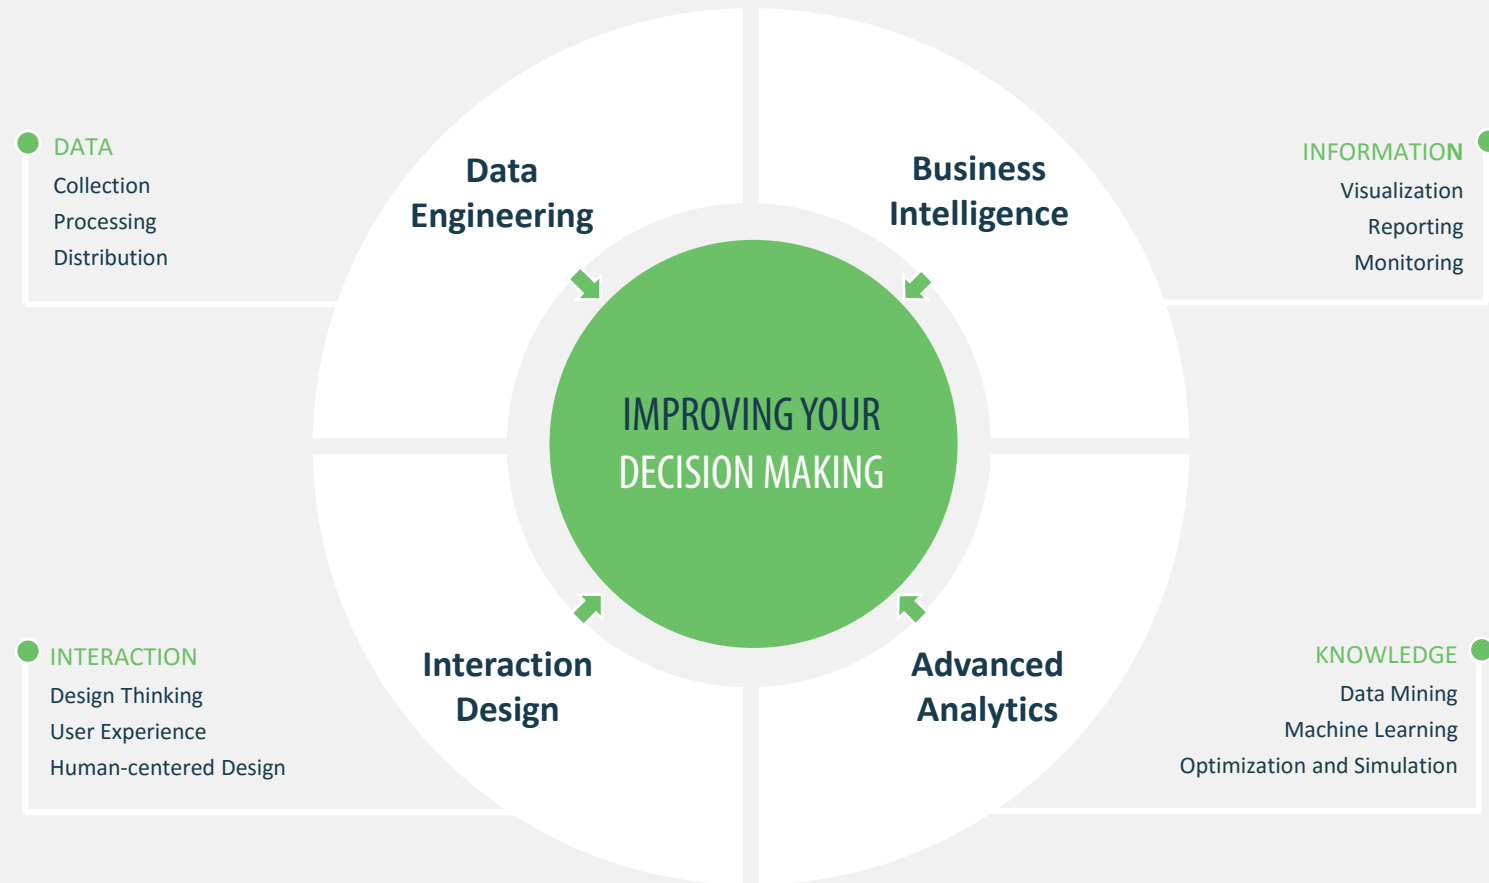 DATA
Collection
Processing
Distribution
Data
Engineering
Business
Intelligence
INFORMATION
Visualization
Reporting
Monitoring
IMPROVING YOUR
DECISION MAKING
INTERACTION
Design Thinking
User Experience
Human-centered Design
Interaction
Design
Advanced
Analytics
KNOWLEDGE
Data Mining
Machine Learning
Optimization and Simulation